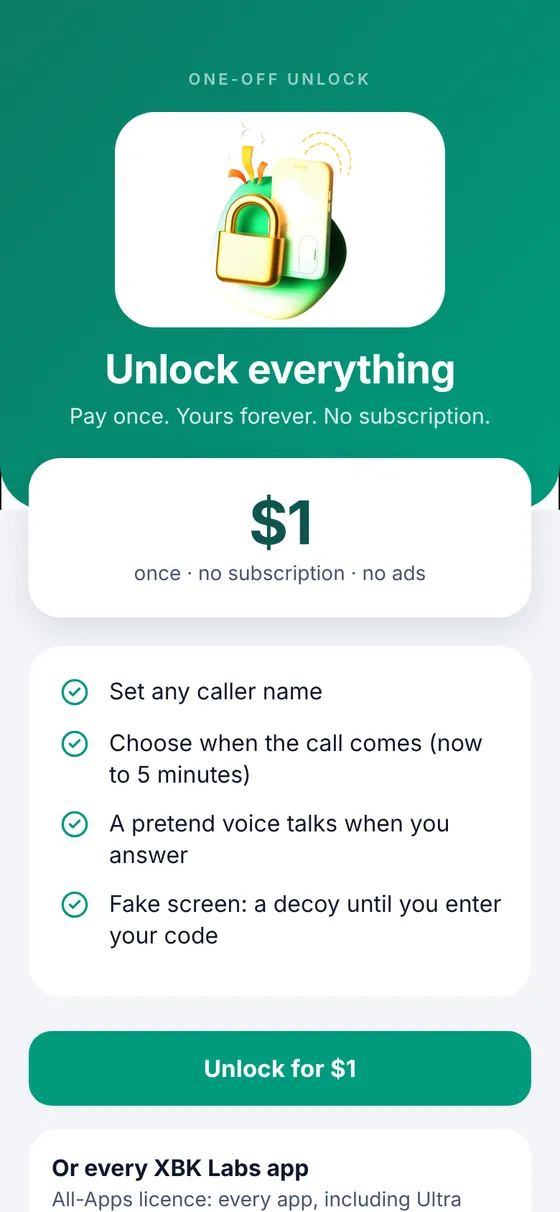 ONE-OFF UNLOCK
Unlock everything
Pay once. Yours forever. No subscription.
$1
once · no subscription · no ads
Set any caller name
Choose when the call comes (now
to 5 minutes)
A pretend voice talks when you
answer
Fake screen: a decoy until you enter
your code
Unlock for $1
Or every XBK Labs app
All-Apps licence: every app, including Ultra